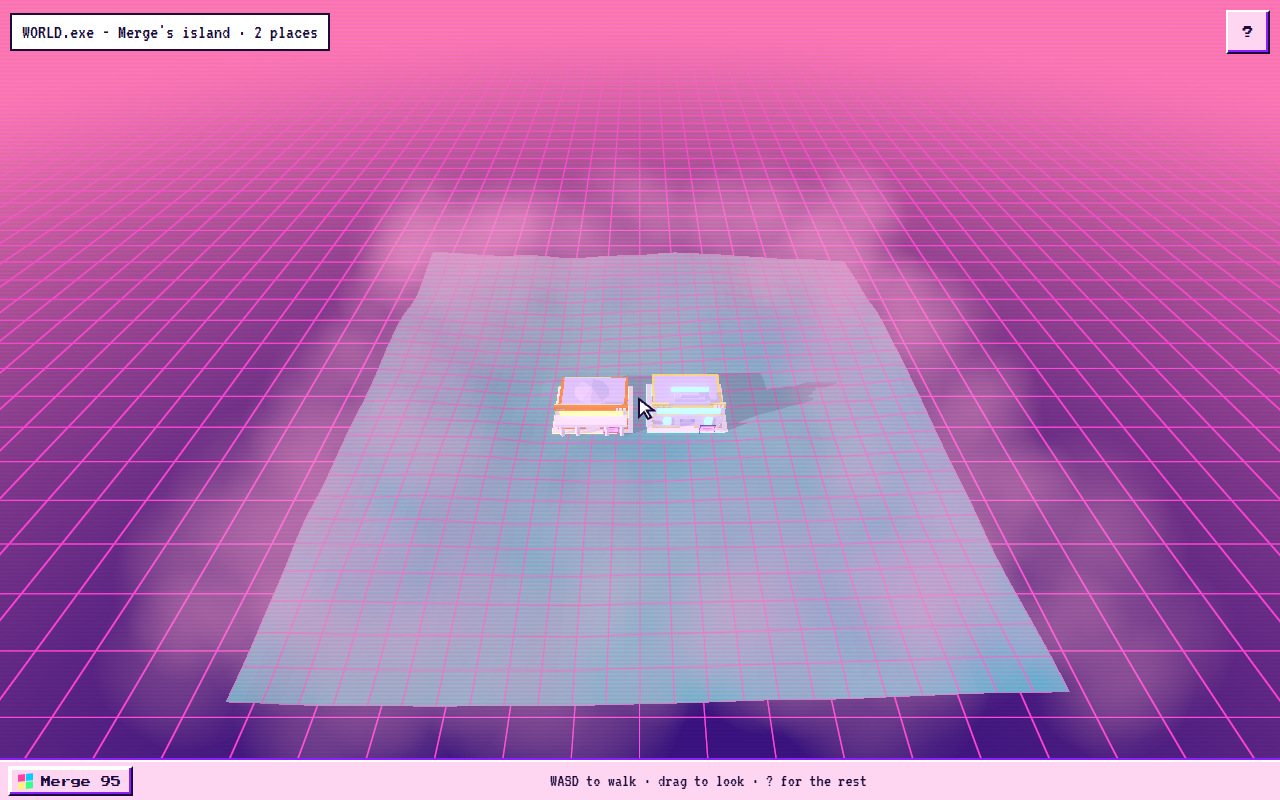 WORLD.exe - Merge's island · 2 places
?
Merge 95
WASD to walk · drag to look · ? for the rest